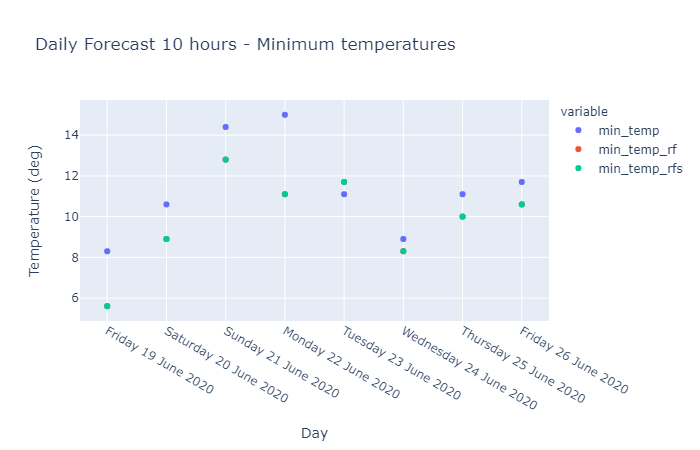 Daily Forecast 10 hours - Minimum temperatures
variable
min_temp
min_temp_rf
min_temp_rfs
Temperature (deg)
14
12
10
8
6
Friday 19 June 2020
Saturday 20 June 2020
Sunday 21 June 2020
Monday 22 June 2020
Tuesday 23 June 2020
Wednesday 24 June 2020
Thursday 25 June 2020
Friday 26 June 2020
Day